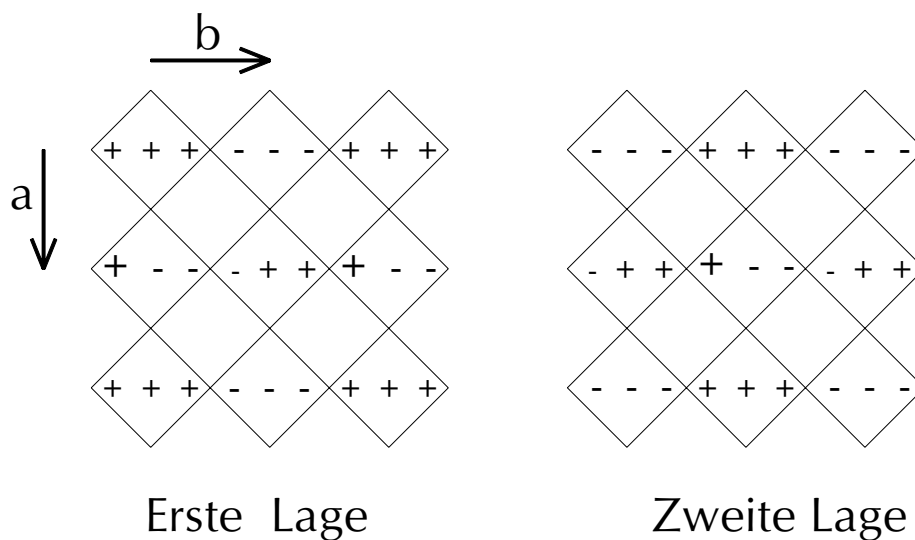 b
+ + + - - - + + + - - - + + + - - -
a
+ - - - + + + - - - + + + - - - + +
+ + + - - - + + + - - - + + + - - -
Erste Lage Zweite Lage